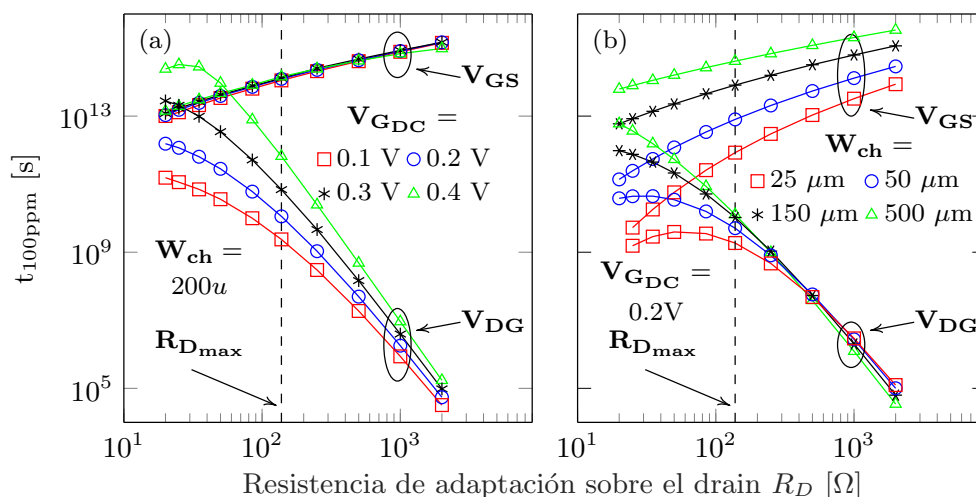 (a)
V_GS
V_G_DC =
0.1 V 0.2 V
0.3 V 0.4 V
W_ch =
200u
R_D_max
V_DG
10^13
10^9
10^5
t_100ppm [s]
10^1 10^2 10^3
(b)
V_GS
W_ch =
25 μm 50 μm
150 μm 500 μm
V_G_DC =
0.2V
R_D_max
V_DG
10^1 10^2 10^3
Resistencia de adaptación sobre el drain R_D [Ω]